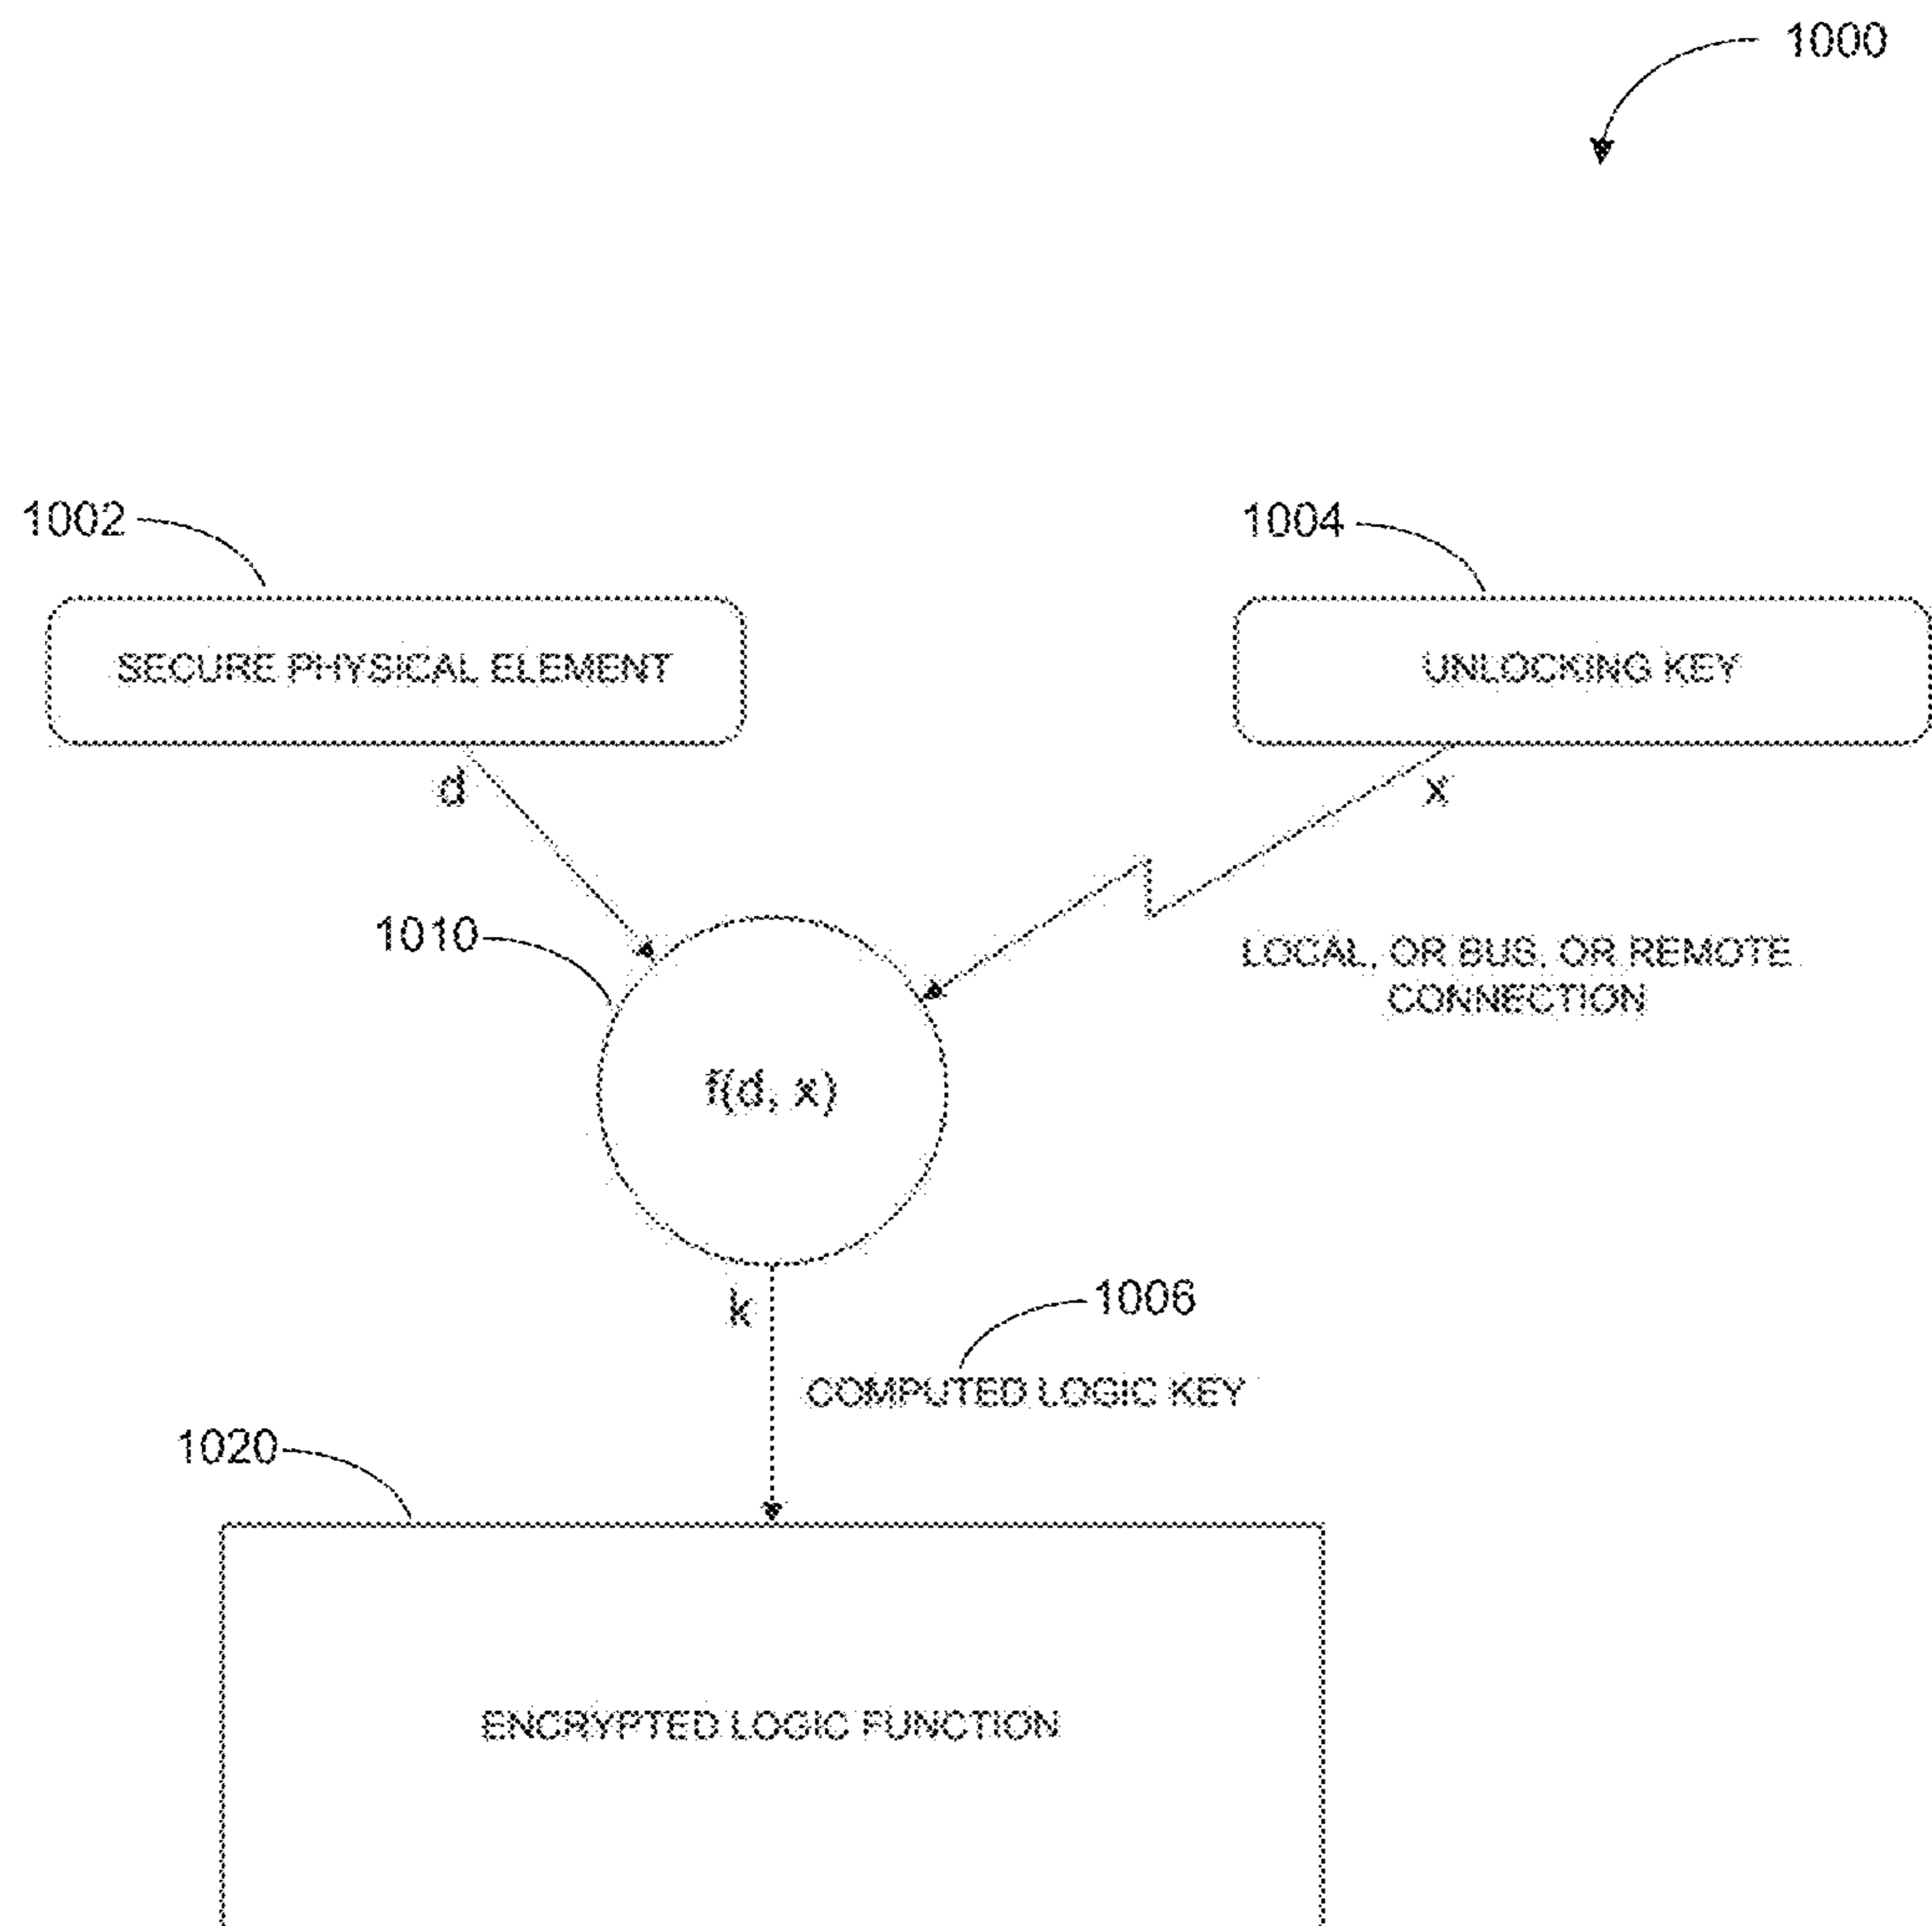 1000
1002
1004
SECURE PHYSICAL ELEMENT
UNLOCKING KEY
d
x
1010
LOCAL, OR BUS, OR REMOTE
CONNECTION
f(d, x)
k
1006
COMPUTED LOGIC KEY
1020
ENCRYPTED LOGIC FUNCTION